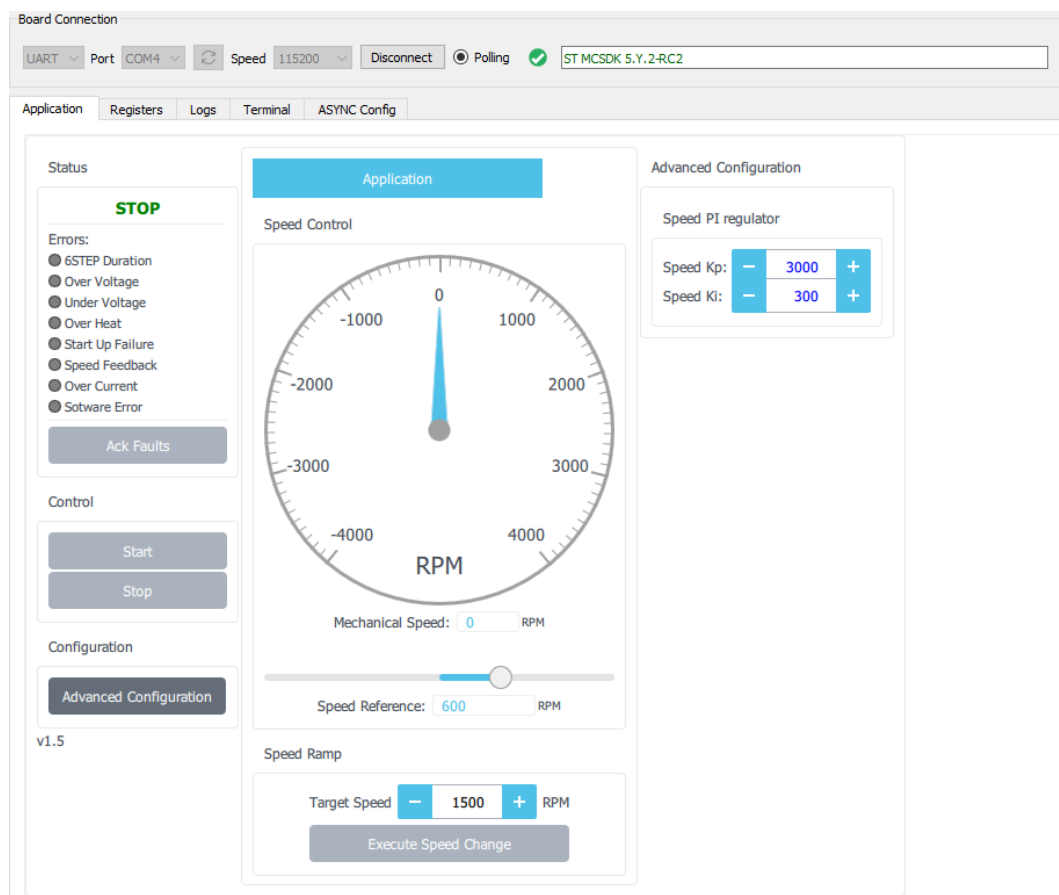 Board Connection
UART Port COM4 Speed 115200 Disconnect Polling ST MCSDK 5.Y.2-RC2
Application Registers Logs Terminal ASYNC Config
Status
STOP
Errors:
6STEP Duration
Over Voltage
Under Voltage
Over Heat
Start Up Failure
Speed Feedback
Over Current
Sotware Error
Ack Faults
Control
Start
Stop
Configuration
Advanced Configuration
v1.5
Application
Speed Control
0
-1000 1000
-2000 2000
-3000 3000
-4000 4000
RPM
Mechanical Speed: 0 RPM
Speed Reference: 600 RPM
Speed Ramp
Target Speed − 1500 + RPM
Execute Speed Change
Advanced Configuration
Speed PI regulator
Speed Kp: − 3000 +
Speed Ki: − 300 +